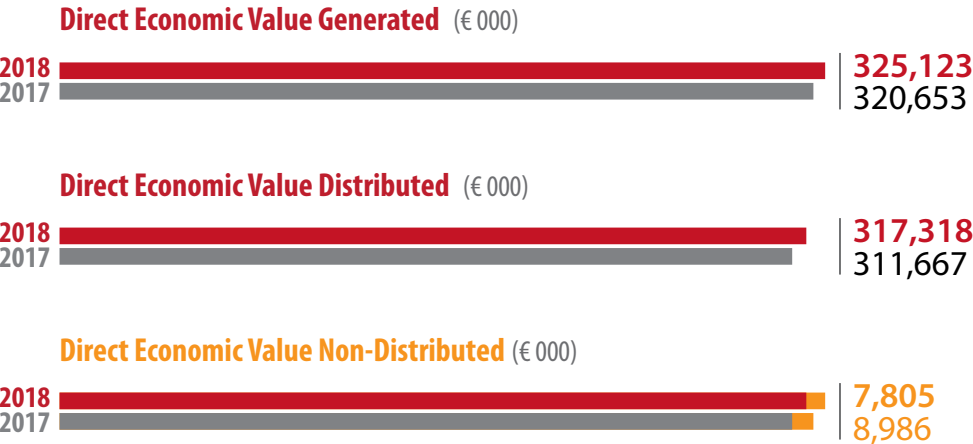 Direct Economic Value Generated (€ 000)
2018 325,123
2017 320,653
Direct Economic Value Distributed (€ 000)
2018 317,318
2017 311,667
Direct Economic Value Non-Distributed (€ 000)
2018 7,805
2017 8,986